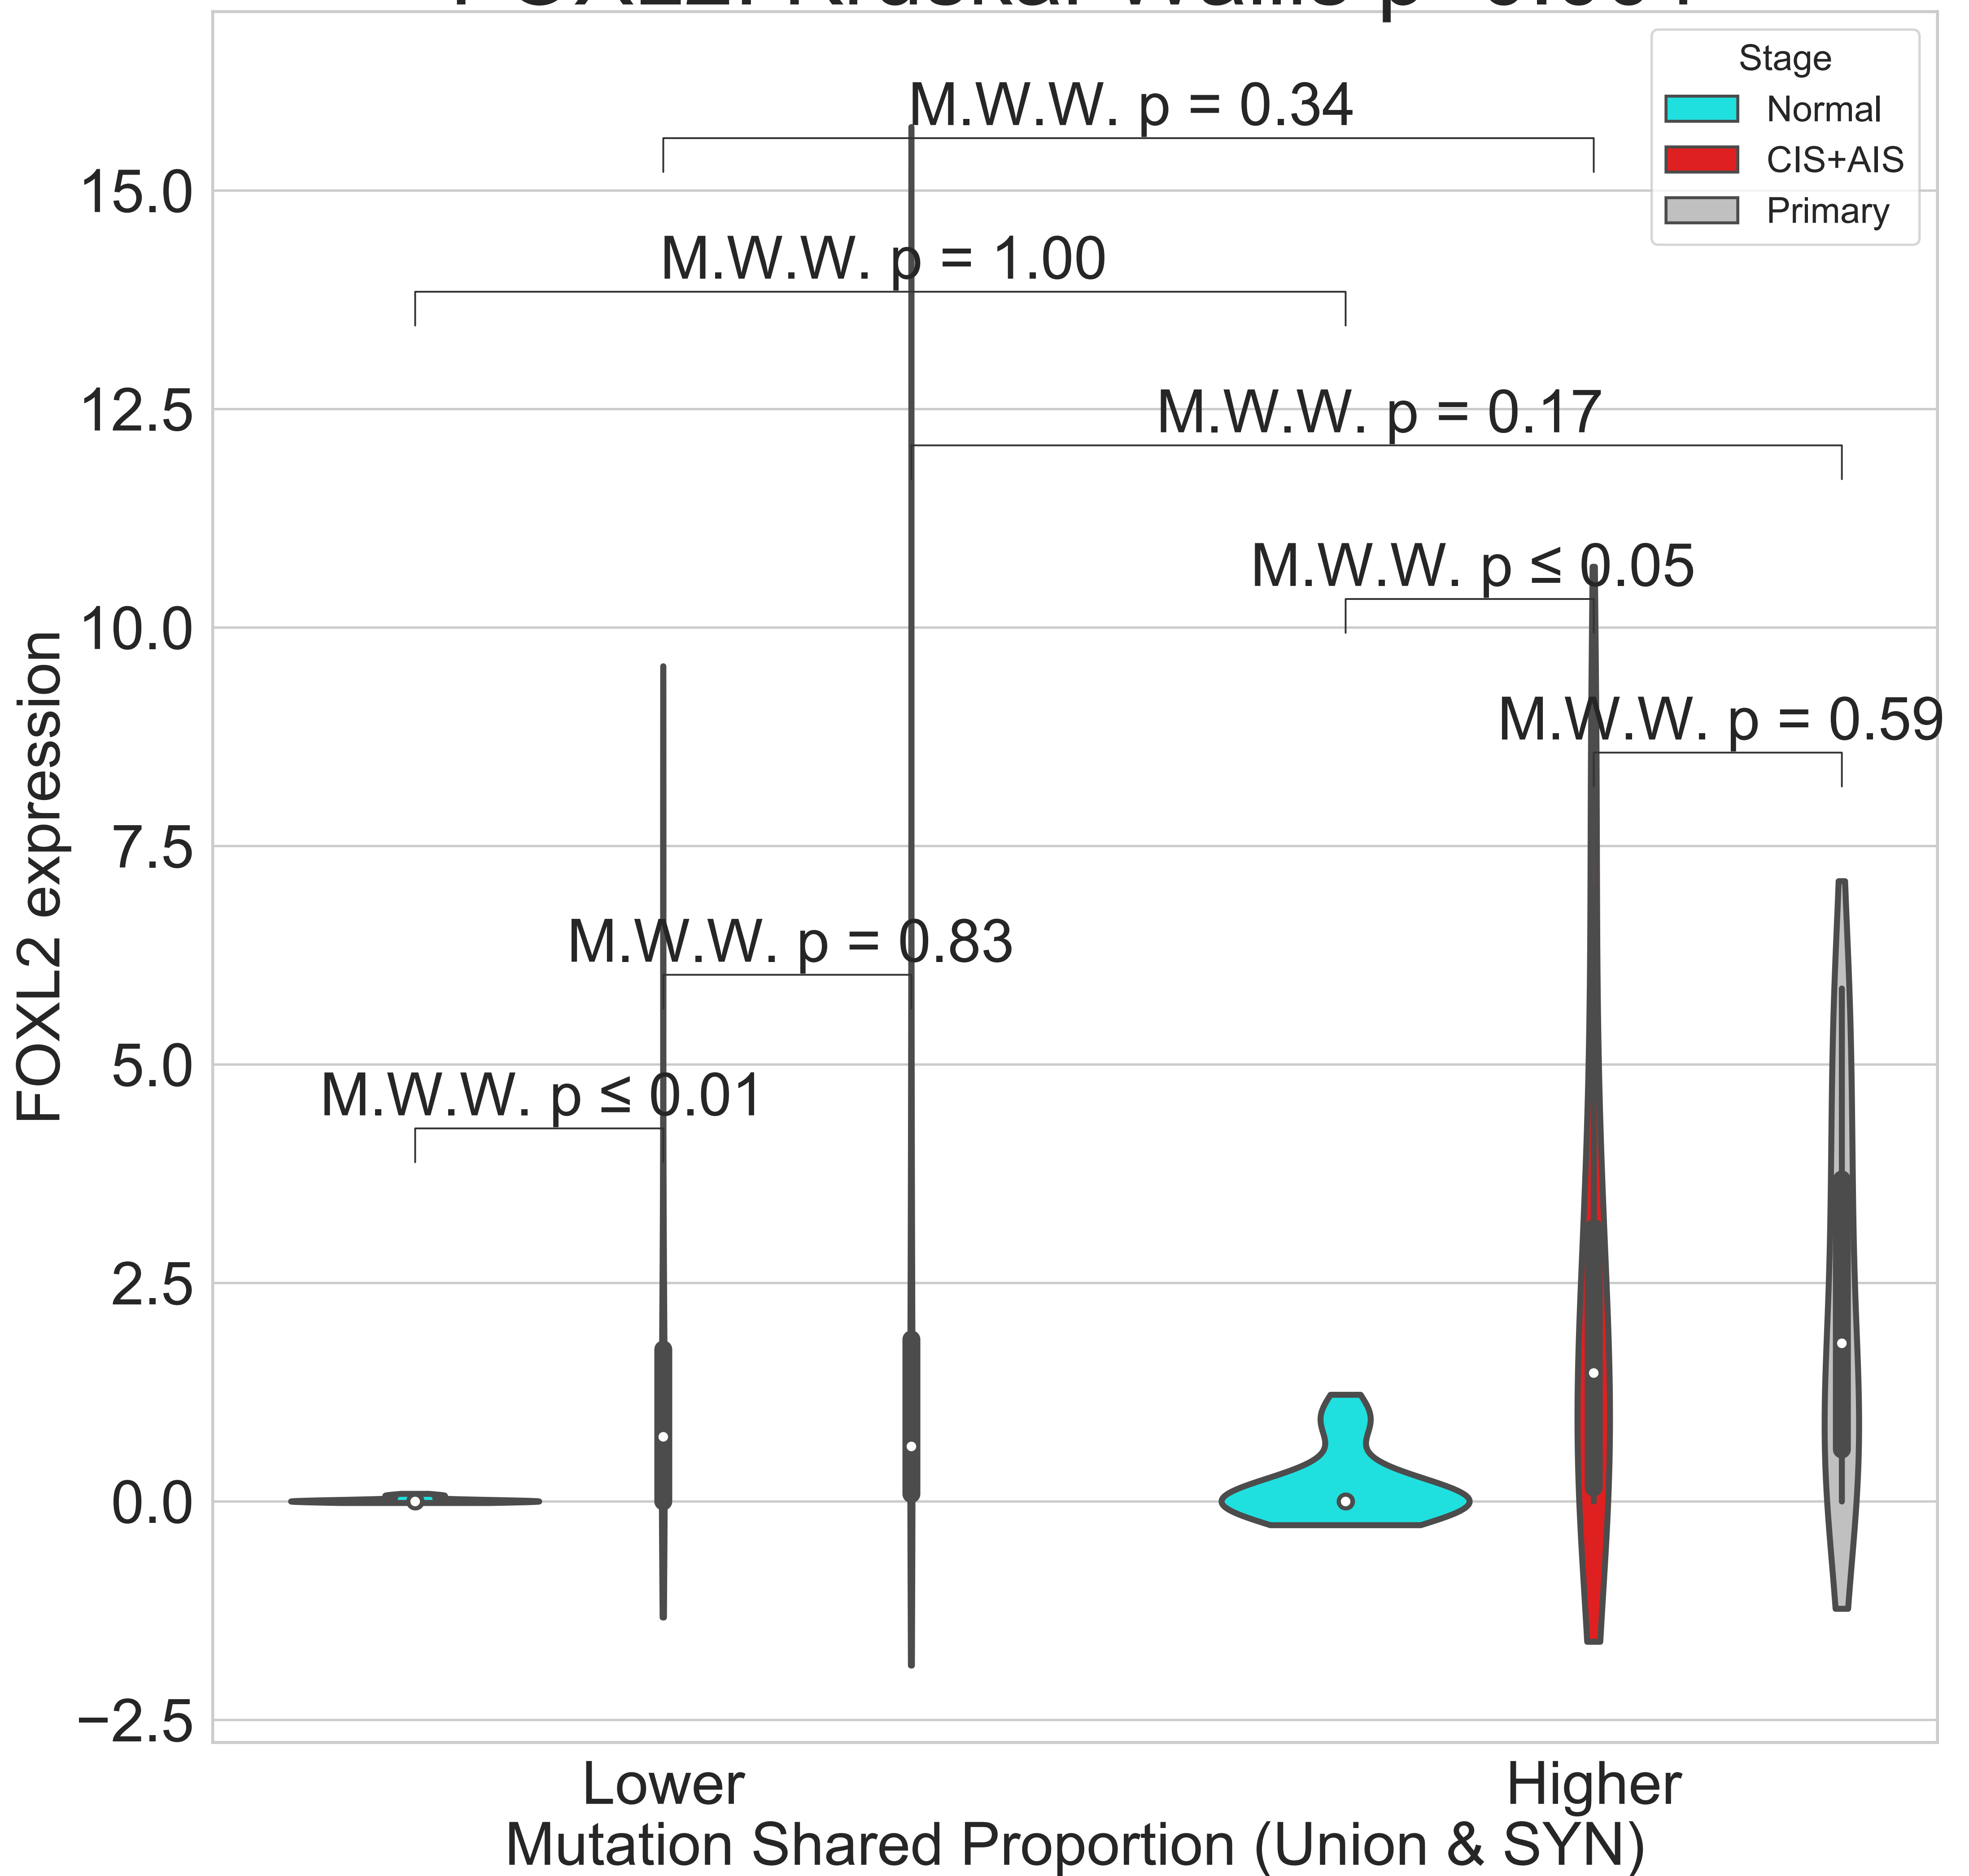 Stage
Normal
CIS+AIS
Primary
M.W.W. p = 0.34
M.W.W. p = 1.00
M.W.W. p = 0.17
M.W.W. p ≤ 0.05
M.W.W. p = 0.59
M.W.W. p = 0.83
M.W.W. p ≤ 0.01
15.0
12.5
10.0
7.5
5.0
2.5
0.0
−2.5
FOXL2 expression
Lower
Higher
Mutation Shared Proportion (Union & SYN)